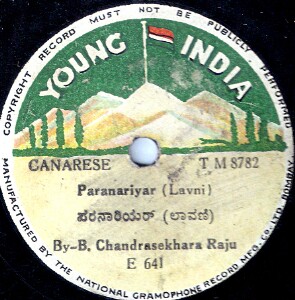 COPYRIGHT RECORD MUST NOT BE PUBLICLY PERFORMED
YOUNG INDIA
CANARESE
T M 8782
Paranariyar (Lavni)
ಪರನಾರಿಯರ್ (ಲಾವಣಿ)
By-B. Chandrasekhara Raju
E 641
MANUFACTURED BY THE NATIONAL GRAMOPHONE RECORD MFG. CO., LTD. BOMBAY